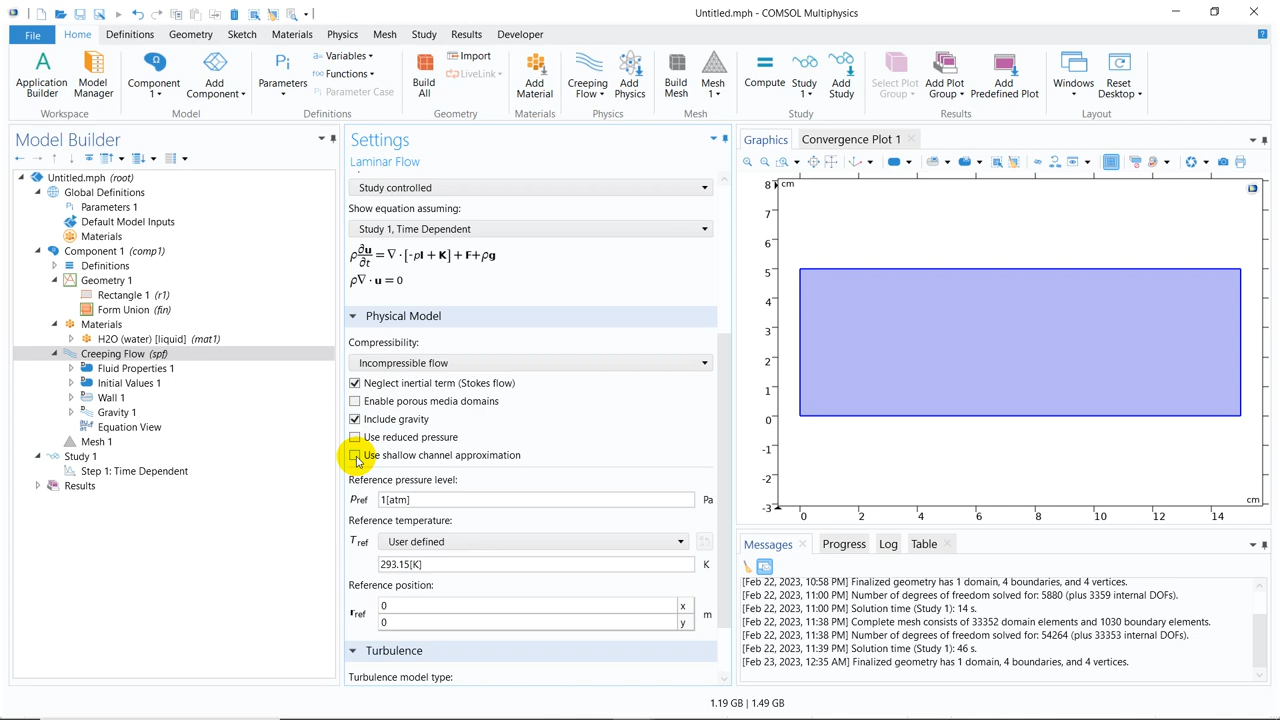 Untitled.mph - COMSOL Multiphysics
File Home Definitions Geometry Sketch Materials Physics Mesh Study Results Developer
Application Builder
Model Manager
Workspace
Component 1
Add Component
Model
Parameters
a= Variables
f(x) Functions
Pi Parameter Case
Definitions
Build All
Import
LiveLink
Geometry
Add Material
Materials
Creeping Flow
Add Physics
Physics
Build Mesh
Mesh 1
Mesh
Compute
Study 1
Add Study
Study
Select Plot Group
Add Plot Group
Add Predefined Plot
Results
Windows
Reset Desktop
Layout
Model Builder
Untitled.mph (root)
Global Definitions
Pi Parameters 1
Default Model Inputs
Materials
Component 1 (comp1)
Definitions
Geometry 1
Rectangle 1 (r1)
Form Union (fin)
Materials
H2O (water) [liquid] (mat1)
Creeping Flow (spf)
Fluid Properties 1
Initial Values 1
Wall 1
Gravity 1
Equation View
Mesh 1
Study 1
Step 1: Time Dependent
Results
Settings
Laminar Flow
Study controlled
Show equation assuming:
Study 1, Time Dependent
ρ∂u/∂t = ∇ · [-pI + K] + F + ρg
ρ∇ · u = 0
Physical Model
Compressibility:
Incompressible flow
Neglect inertial term (Stokes flow)
Enable porous media domains
Include gravity
Use reduced pressure
Use shallow channel approximation
Reference pressure level:
pref 1[atm] Pa
Reference temperature:
Tref User defined
293.15[K] K
Reference position:
rref 0 x m
0 y
Turbulence
Turbulence model type:
Graphics Convergence Plot 1
cm
8
7
6
5
4
3
2
1
0
-1
-2
-3
0 2 4 6 8 10 12 14
cm
Messages Progress Log Table
[Feb 22, 2023, 10:58 PM] Finalized geometry has 1 domain, 4 boundaries, and 4 vertices.
[Feb 22, 2023, 11:00 PM] Number of degrees of freedom solved for: 5880 (plus 3359 internal DOFs).
[Feb 22, 2023, 11:00 PM] Solution time (Study 1): 14 s.
[Feb 22, 2023, 11:38 PM] Complete mesh consists of 33352 domain elements and 1030 boundary elements.
[Feb 22, 2023, 11:38 PM] Number of degrees of freedom solved for: 54264 (plus 33353 internal DOFs).
[Feb 22, 2023, 11:39 PM] Solution time (Study 1): 46 s.
[Feb 23, 2023, 12:35 AM] Finalized geometry has 1 domain, 4 boundaries, and 4 vertices.
1.19 GB | 1.49 GB